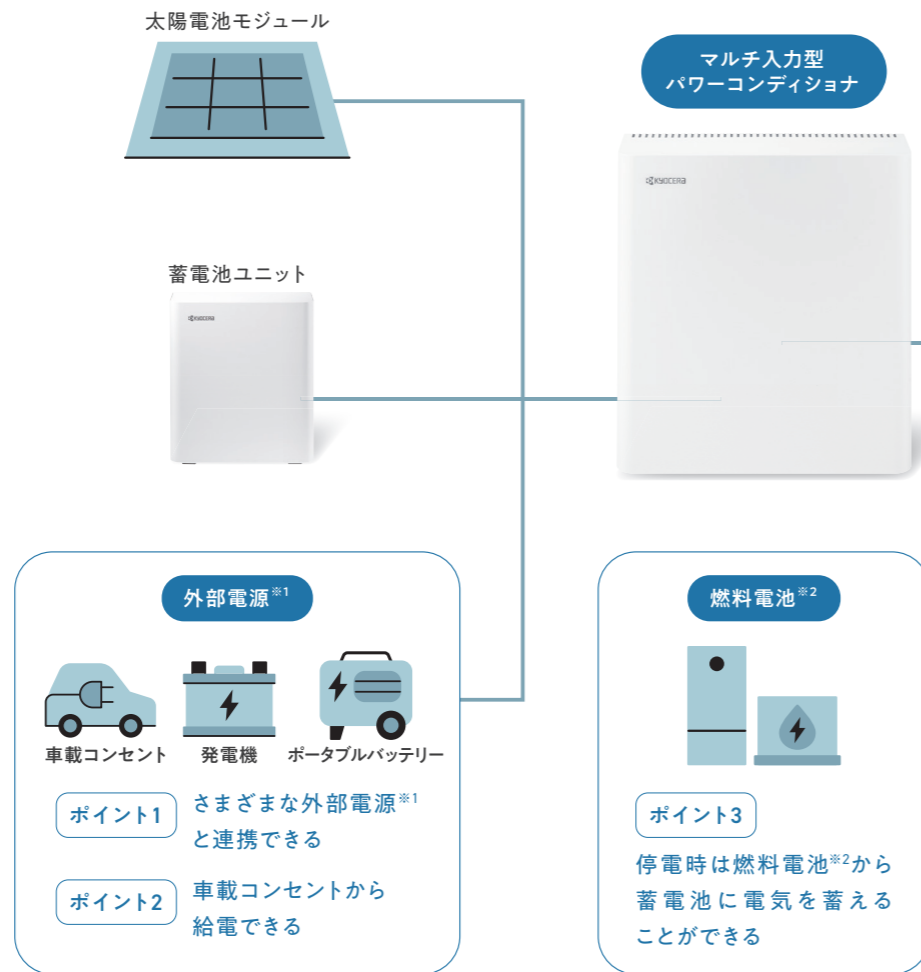 太陽電池モジュール
マルチ入力型
パワーコンディショナ
KYOCERA
蓄電池ユニット
KYOCERA
外部電源※1
車載コンセント
発電機
ポータブルバッテリー
ポイント1
さまざまな外部電源※1
と連携できる
ポイント2
車載コンセントから
給電できる
燃料電池※2
ポイント3
停電時は燃料電池※2から
蓄電池に電気を蓄える
ことができる